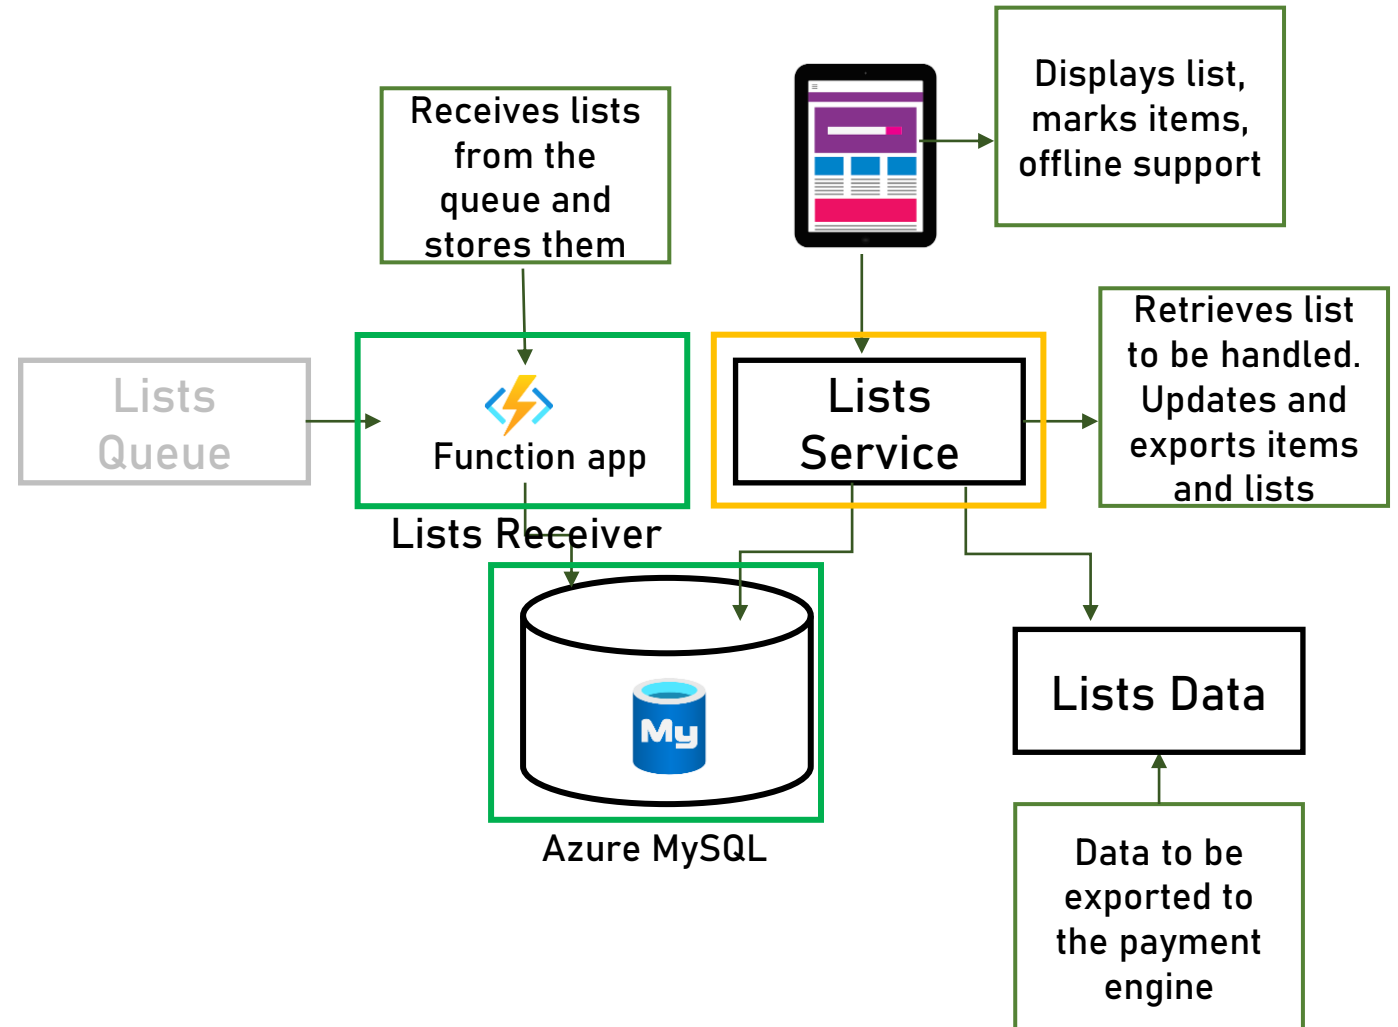 Displays list,
marks items,
offline support
Receives lists
from the
queue and
stores them
Retrieves list
to be handled.
Updates and
exports items
and lists
Lists
Queue
Function app
Lists Receiver
Lists
Service
My
Azure MySQL
Lists Data
Data to be
exported to
the payment
engine